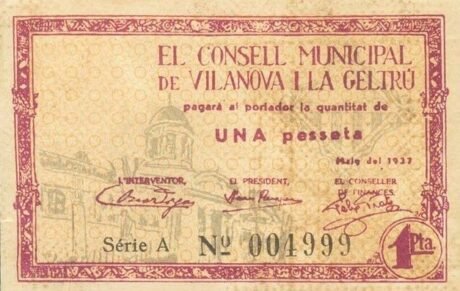 EL CONSELL MUNICIPAL
DE VILANOVA I LA GELTRÚ
pagarà al portador la quantitat de
UNA pesseta
Maig del 1937
L'INTERVENTOR, EL PRESIDENT, EL CONSELLER DE FINANCES,
Série A Nº 004999
1 Pta.